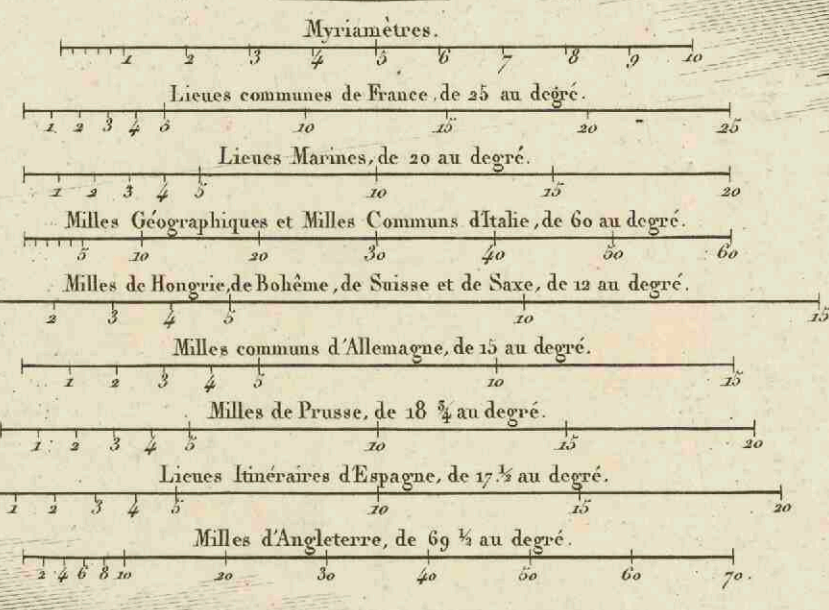 Myriamètres.
1 2 3 4 5 6 7 8 9 10
Lieues communes de France, de 25 au degré.
1 2 3 4 5 10 15 20 25
Lieues Marines, de 20 au degré.
1 2 3 4 5 10 15 20
Milles Géographiques et Milles Communs d'Italie, de 60 au degré.
5 10 20 30 40 50 60
Milles de Hongrie, de Bohême, de Suisse et de Saxe, de 12 au degré.
2 3 4 5 10 15
Milles communs d'Allemagne, de 15 au degré.
1 2 3 4 5 10 15
Milles de Prusse, de 18 ¾ au degré.
1 2 3 4 5 10 15 20
Lieues Itinéraires d'Espagne, de 17.½ au degré.
1 2 3 4 5 10 15 20
Milles d'Angleterre, de 69 ½ au degré.
2 4 6 8 10 20 30 40 50 60 70.